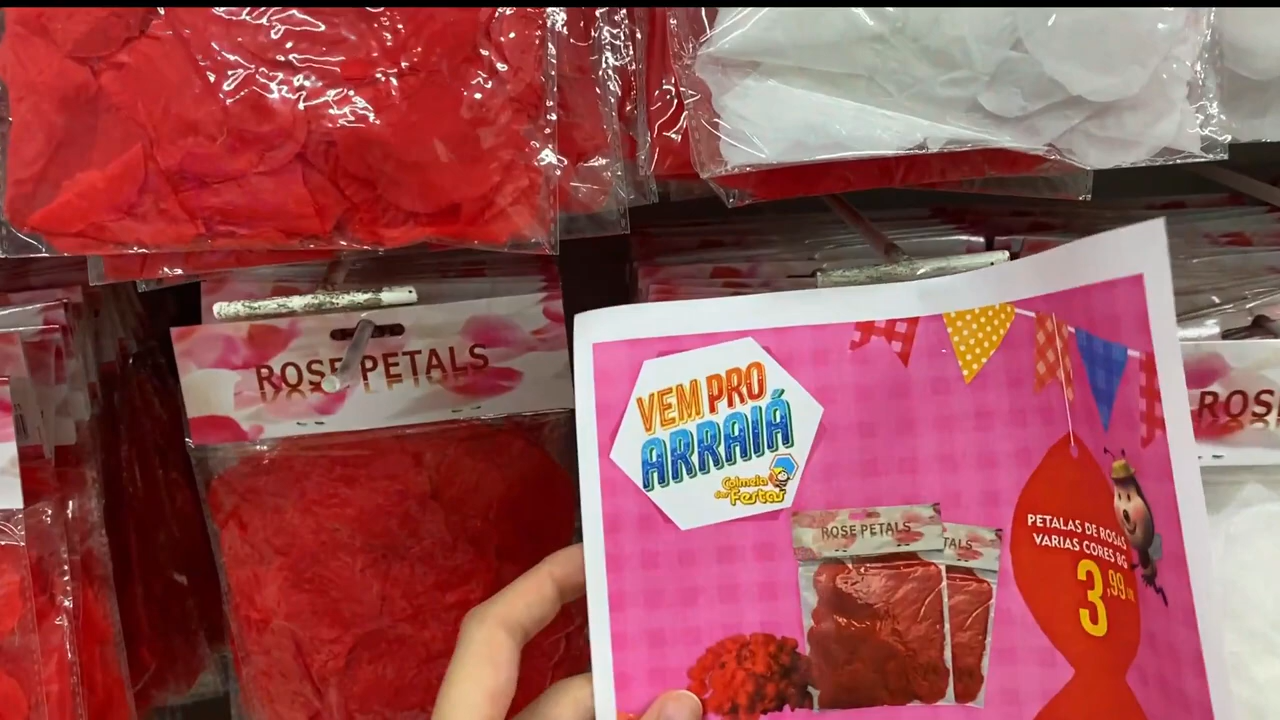 ROSE PETALS
VEM PRO
ARRAIÁ
Colmeia
das Festas
ROSE PETALS
TALS
PETALAS DE ROSAS
VARIAS CORES 8G
3,99
ROS